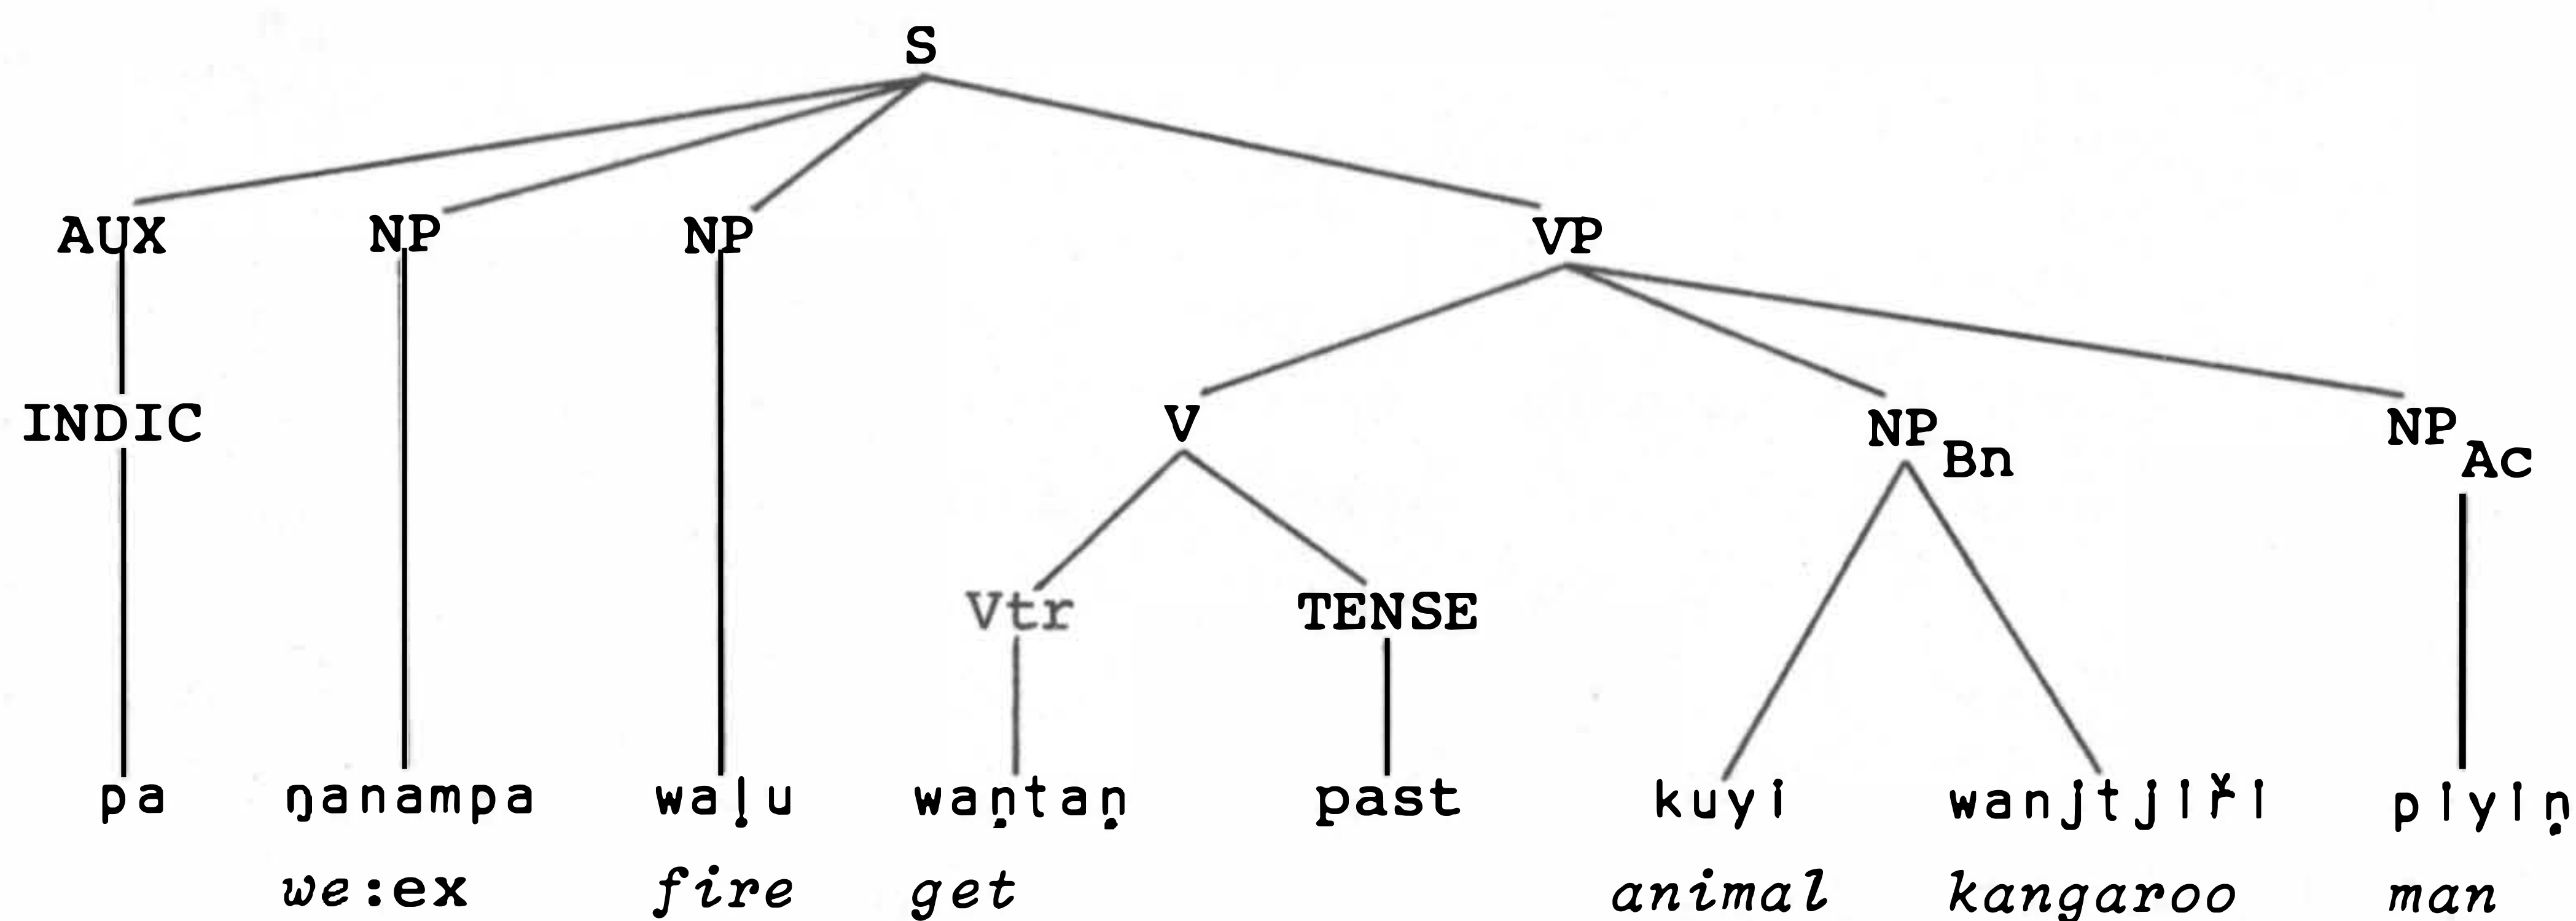 S
AUX NP NP VP
INDIC V NP Bn NP Ac
Vtr TENSE
pa ŋanampa waḷu waṇtaṇ past kuyi wanjtjiři piyiṇ
we:ex fire get animal kangaroo man